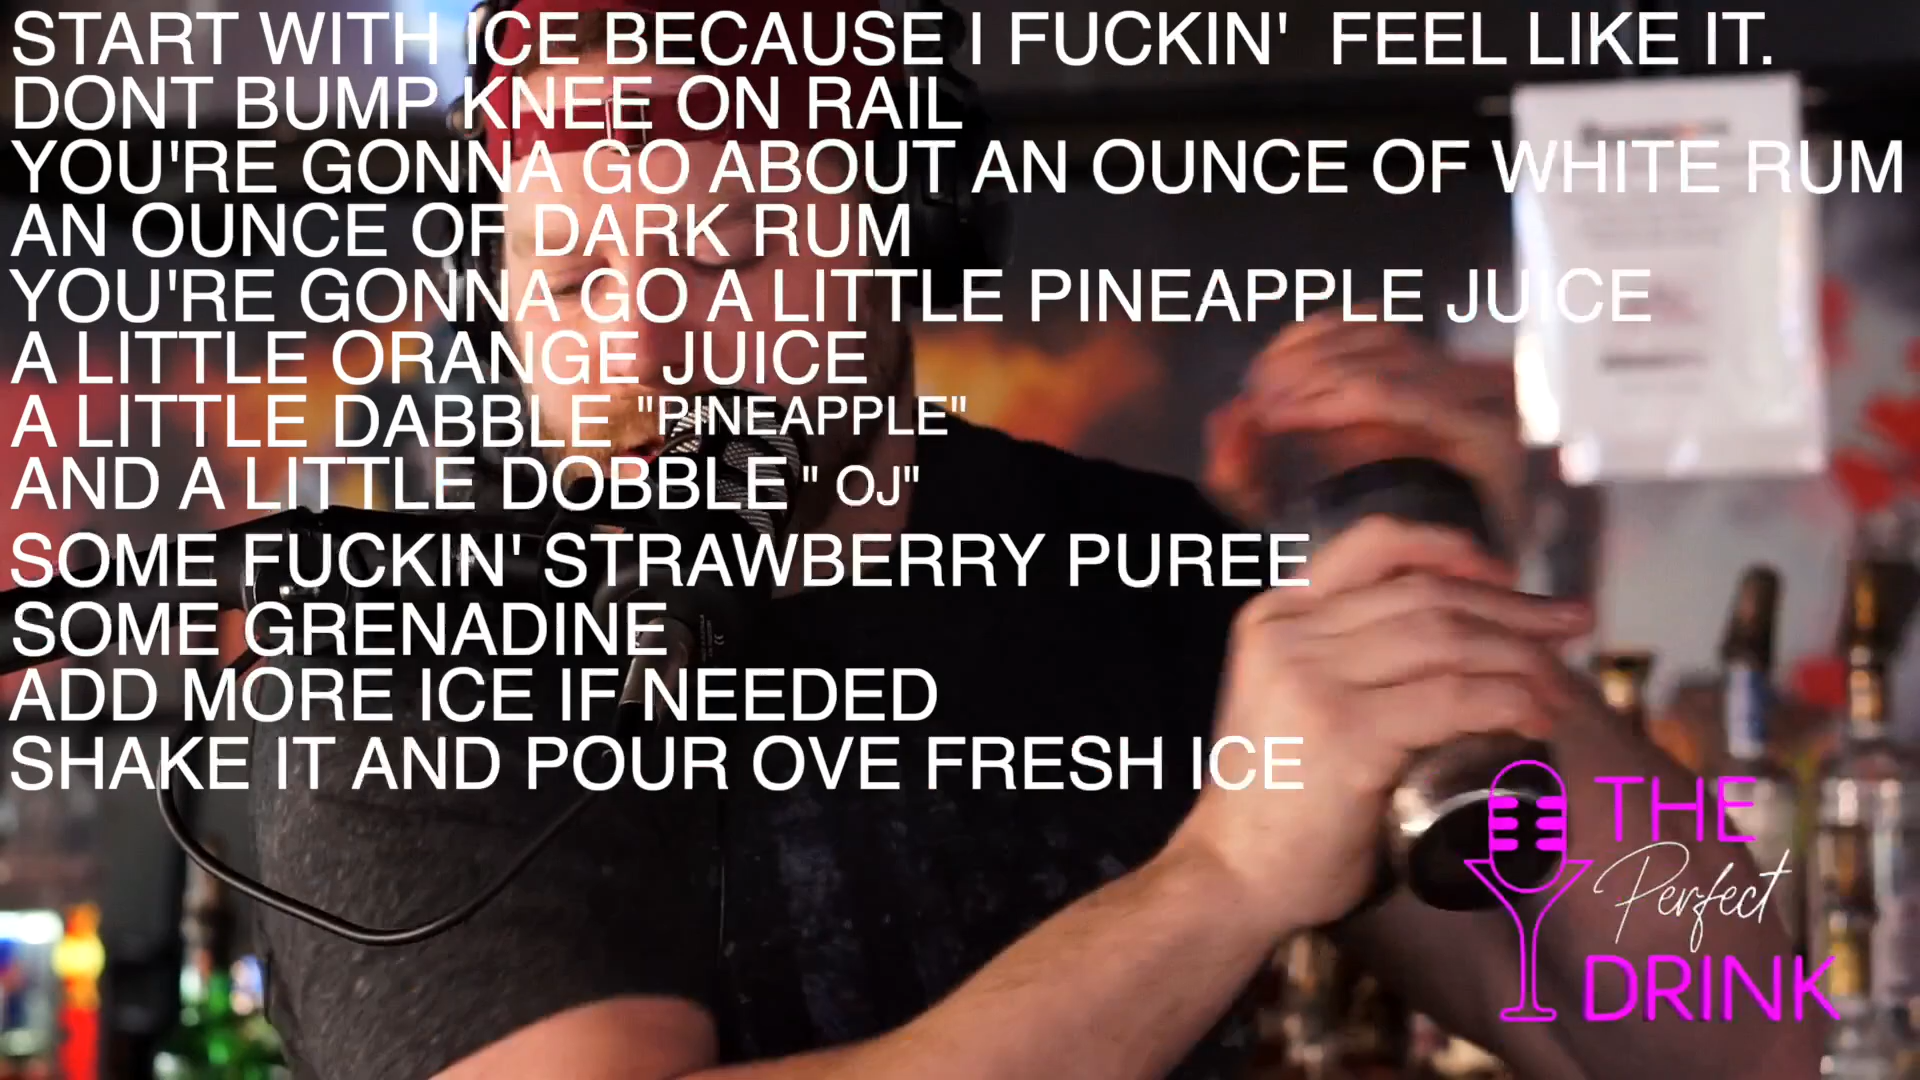 START WITH ICE BECAUSE I FUCKIN' FEEL LIKE IT.
DONT BUMP KNEE ON RAIL
YOU'RE GONNA GO ABOUT AN OUNCE OF WHITE RUM
AN OUNCE OF DARK RUM
YOU'RE GONNA GO A LITTLE PINEAPPLE JUICE
A LITTLE ORANGE JUICE
A LITTLE DABBLE "PINEAPPLE"
AND A LITTLE DOBBLE " OJ"
SOME FUCKIN' STRAWBERRY PUREE
SOME GRENADINE
ADD MORE ICE IF NEEDED
SHAKE IT AND POUR OVE FRESH ICE
THE
Perfect
DRINK